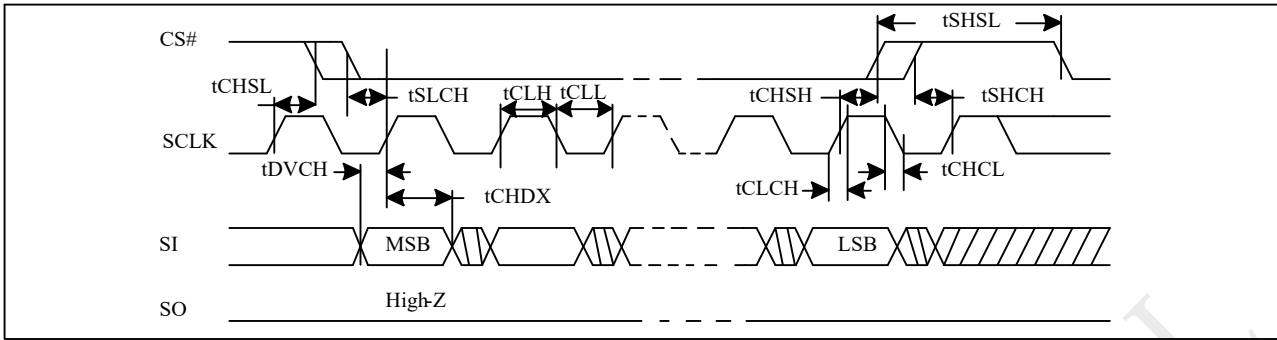 tSHSL
CS#
tCHSL
tSLCH
tCLH
tCLL
tCHSH
tSHCH
SCLK
tDVCH
tCHCL
tCLCH
tCHDX
SI
MSB
LSB
High-Z
SO